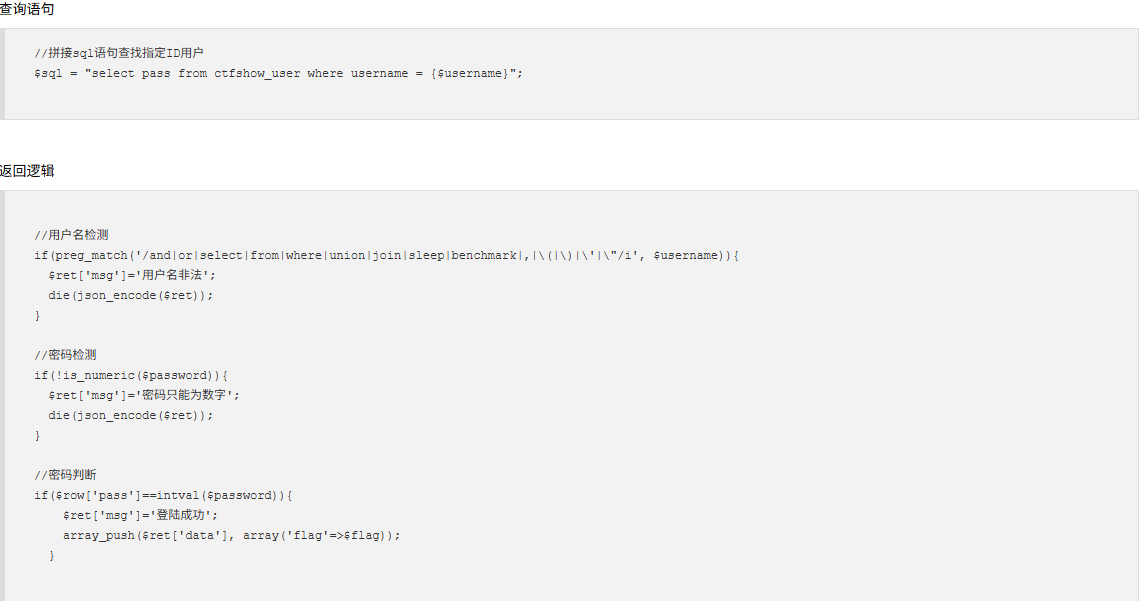 查询语句
//拼接sql语句查找指定ID用户
$sql = "select pass from ctfshow_user where username = {$username}";
返回逻辑
//用户名检测
if(preg_match('/and|or|select|from|where|union|join|sleep|benchmark|,|\(|\)|\'|\"/i', $username)){
$ret['msg']='用户名非法';
die(json_encode($ret));
}
//密码检测
if(!is_numeric($password)){
$ret['msg']='密码只能为数字';
die(json_encode($ret));
}
//密码判断
if($row['pass']==intval($password)){
$ret['msg']='登陆成功';
array_push($ret['data'], array('flag'=>$flag));
}